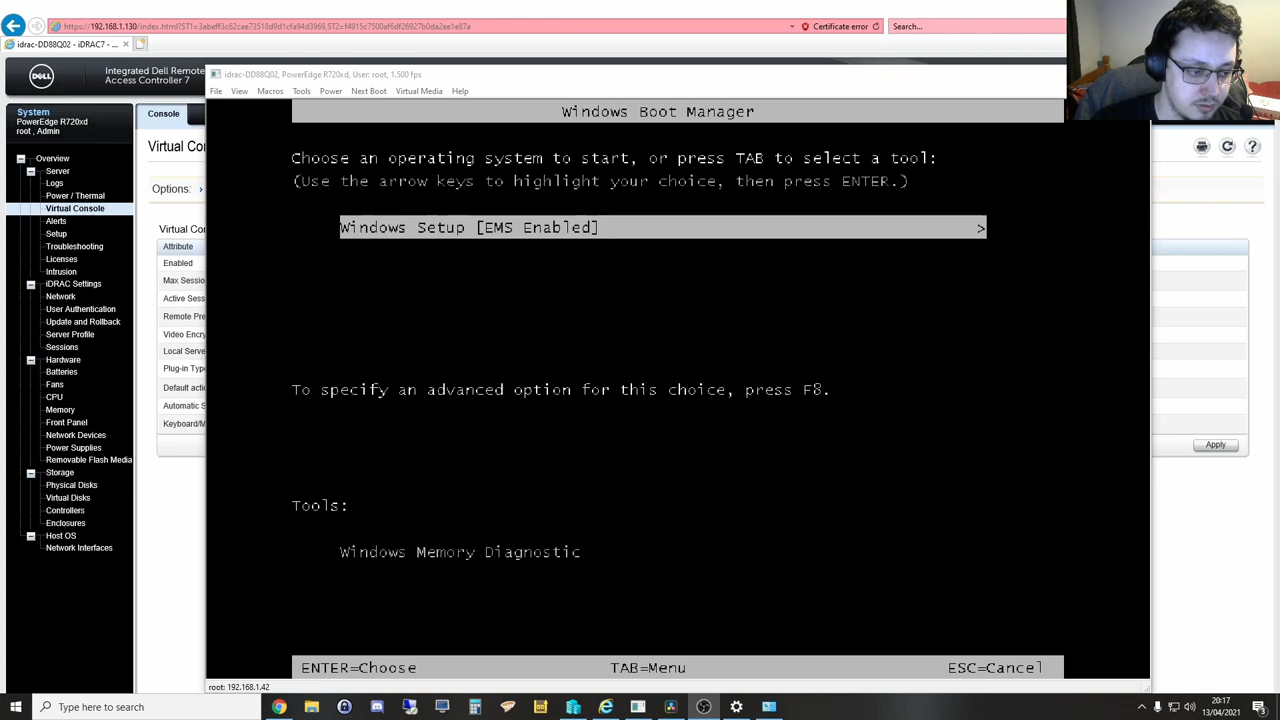 https://192.168.1.130/index.html?ST1=3abeff3c62cae73518d9d1cfa94d3969,ST2=f4915c7500af6df26927b0da2ee1e87a
Certificate error
Search...
idrac-DD88Q02 - iDRAC7 - ...
DELL
Integrated Dell Remote
Access Controller 7
idrac-DD88Q02, PowerEdge R720xd, User: root, 1.500 fps
File View Macros Tools Power Next Boot Virtual Media Help
System
PowerEdge R720xd
root , Admin
Overview
Server
Logs
Power / Thermal
Virtual Console
Alerts
Setup
Troubleshooting
Licenses
Intrusion
iDRAC Settings
Network
User Authentication
Update and Rollback
Server Profile
Sessions
Hardware
Batteries
Fans
CPU
Memory
Front Panel
Network Devices
Power Supplies
Removable Flash Media
Storage
Physical Disks
Virtual Disks
Controllers
Enclosures
Host OS
Network Interfaces
Console
Virtual Con
Options:
Virtual Con
Attribute
Enabled
Max Sessio
Active Sess
Remote Pre
Video Encry
Local Serve
Plug-in Type
Default actio
Automatic S
Keyboard/M
Apply
Windows Boot Manager
Choose an operating system to start, or press TAB to select a tool:
(Use the arrow keys to highlight your choice, then press ENTER.)
Windows Setup [EMS Enabled] >
To specify an advanced option for this choice, press F8.
Tools:
Windows Memory Diagnostic
ENTER=Choose TAB=Menu ESC=Cancel
root: 192.168.1.42
Type here to search
20:17
13/04/2021